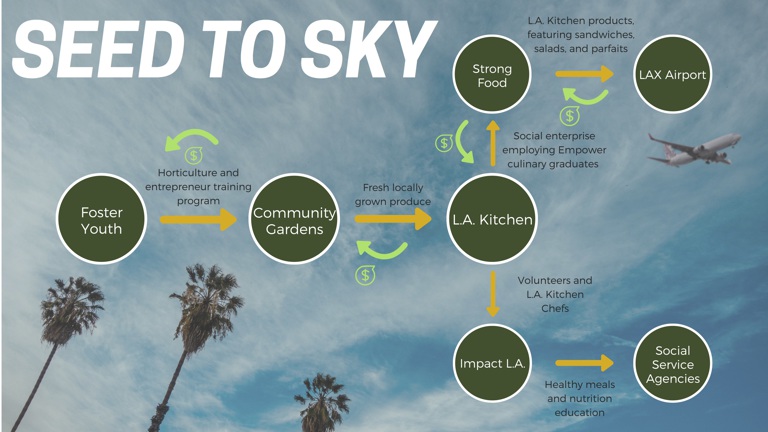 SEED TO SKY
L.A. Kitchen products,
featuring sandwiches,
salads, and parfaits
Strong
Food
LAX Airport
$
$
Social enterprise
employing Empower
culinary graduates
$
Horticulture and
entrepreneur training
program
Foster
Youth
Community
Gardens
Fresh locally
grown produce
L.A. Kitchen
$
Volunteers and
L.A. Kitchen
Chefs
Impact L.A.
Social
Service
Agencies
Healthy meals
and nutrition
education